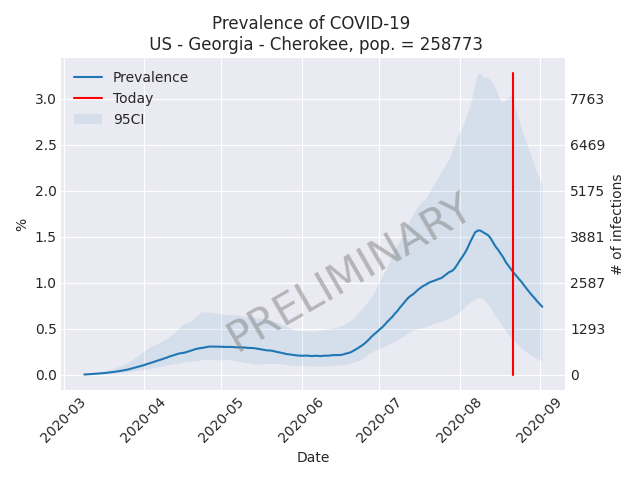 Prevalence of COVID-19
US - Georgia - Cherokee, pop. = 258773
Prevalence
Today
95CI
PRELIMINARY
%
3.0
2.5
2.0
1.5
1.0
0.5
0.0
7763
6469
5175
3881
2587
1293
0
# of infections
2020-03
2020-04
2020-05
2020-06
2020-07
2020-08
2020-09
Date